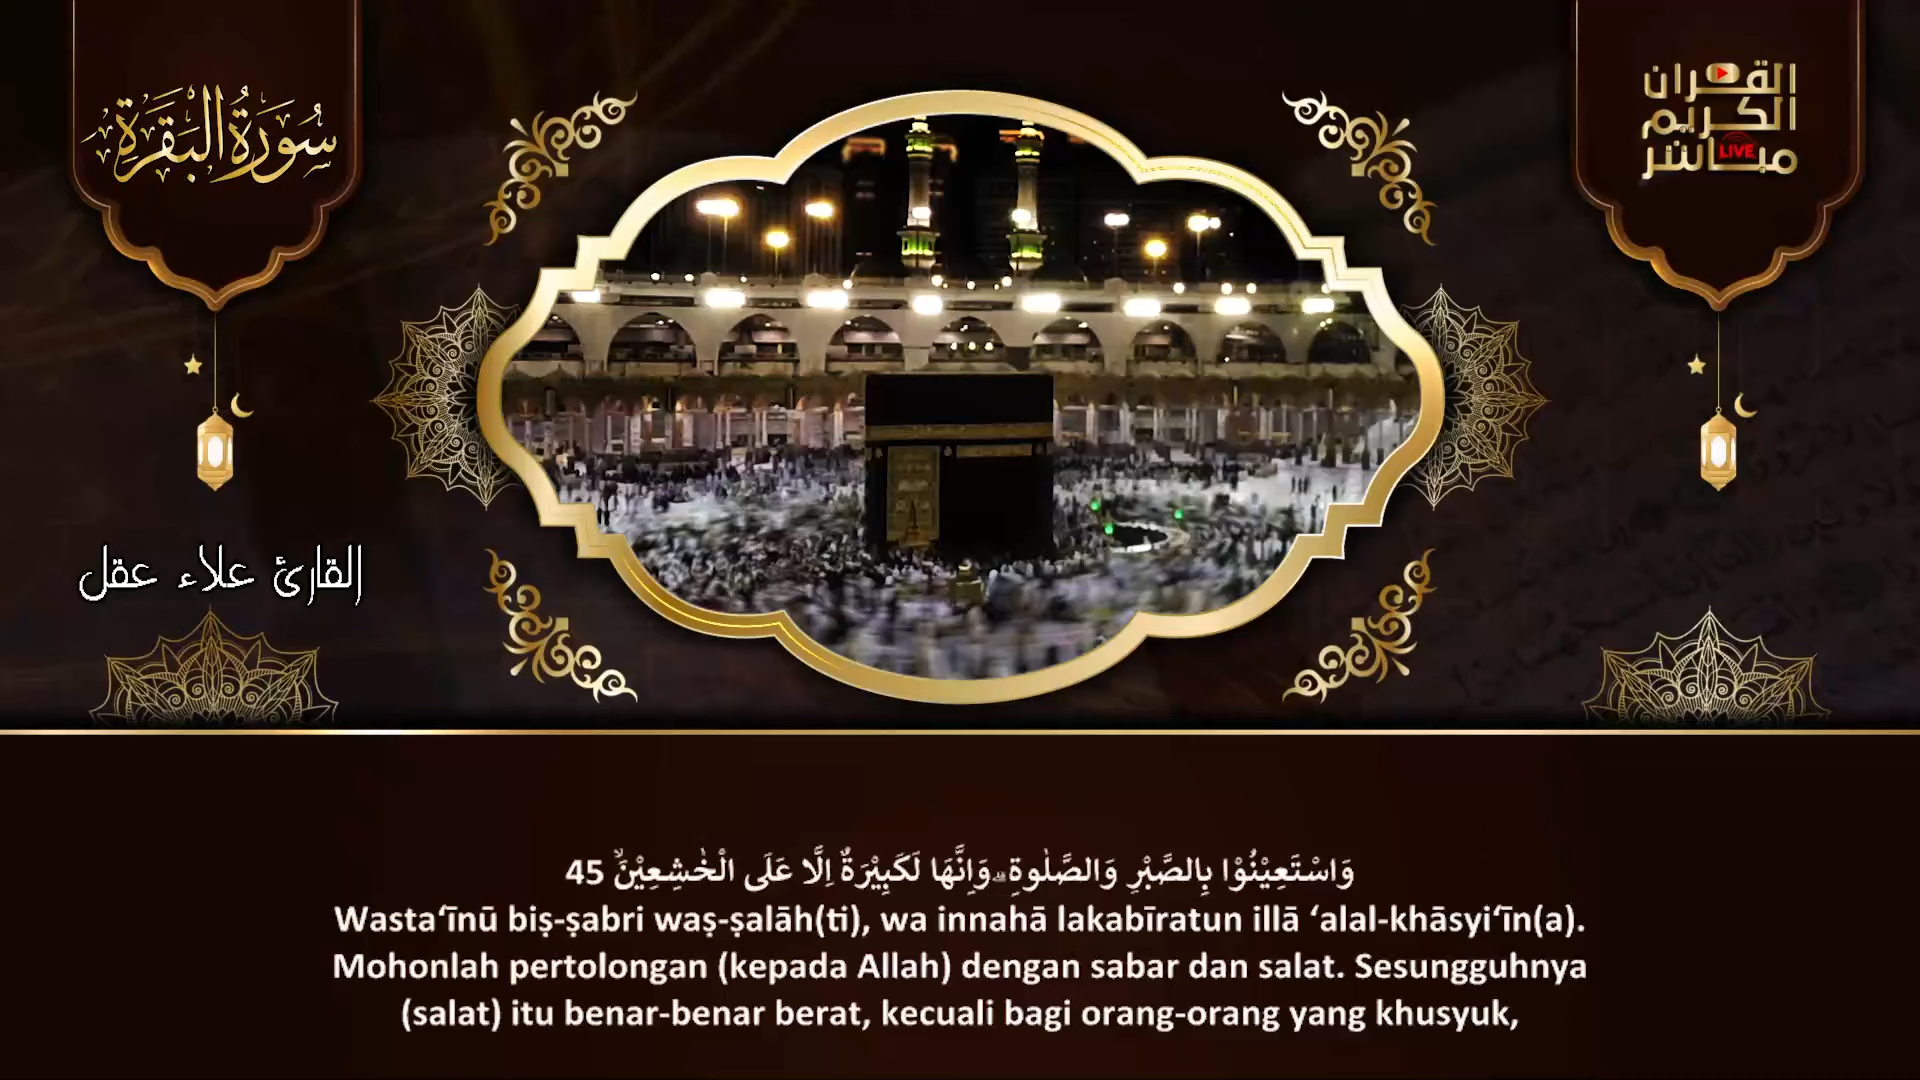 سُورَةُ البَقَرَةِ
القرآن
الكريم
مباشر
LIVE
القارئ علاء عقل
وَاسْتَعِيْنُوْا بِالصَّبْرِ وَالصَّلٰوةِ ۗ وَاِنَّهَا لَكَبِيْرَةٌ اِلَّا عَلَى الْخٰشِعِيْنَۙ 45
Wasta‘īnū biṣ-ṣabri waṣ-ṣalāh(ti), wa innahā lakabīratun illā ‘alal-khāsyi‘īn(a).
Mohonlah pertolongan (kepada Allah) dengan sabar dan salat. Sesungguhnya
(salat) itu benar-benar berat, kecuali bagi orang-orang yang khusyuk,